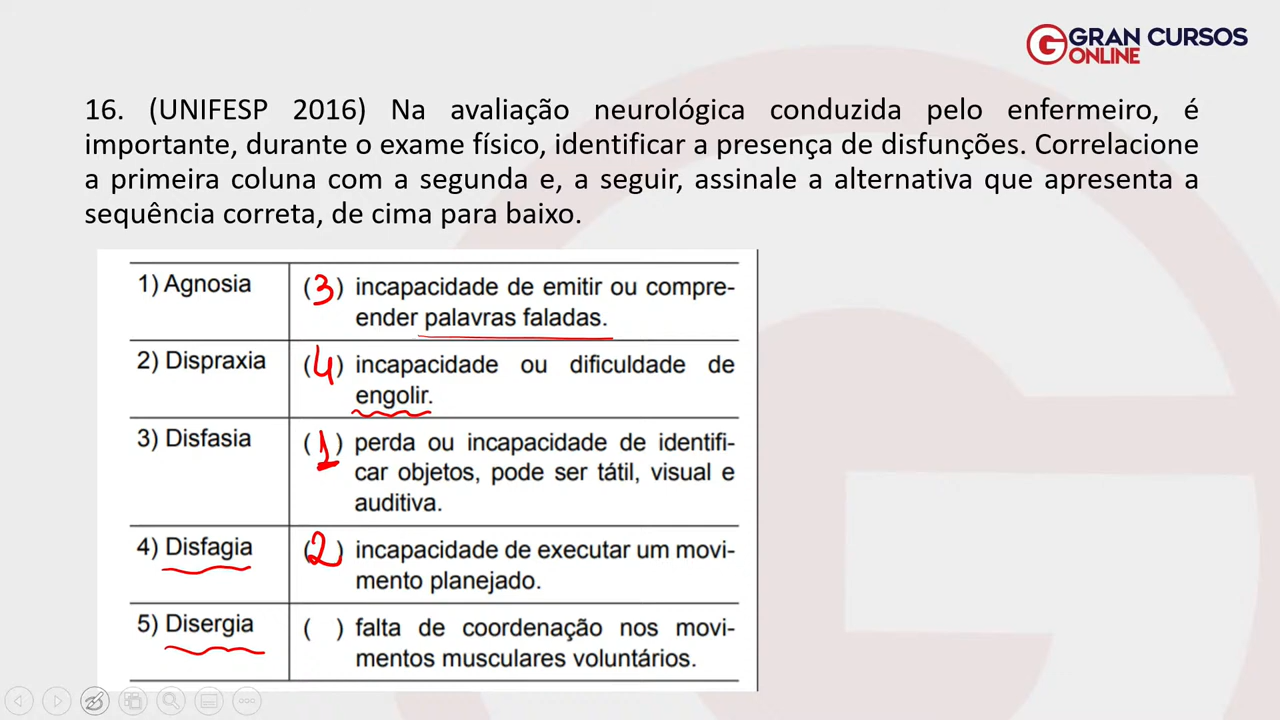 GRAN CURSOS
ONLINE
16. (UNIFESP 2016) Na avaliação neurológica conduzida pelo enfermeiro, é
importante, durante o exame físico, identificar a presença de disfunções. Correlacione
a primeira coluna com a segunda e, a seguir, assinale a alternativa que apresenta a
sequência correta, de cima para baixo.
1) Agnosia (3) incapacidade de emitir ou compre-
ender palavras faladas.
2) Dispraxia (4) incapacidade ou dificuldade de
engolir.
3) Disfasia (1) perda ou incapacidade de identifi-
car objetos, pode ser tátil, visual e
auditiva.
4) Disfagia (2) incapacidade de executar um movi-
mento planejado.
5) Disergia ( ) falta de coordenação nos movi-
mentos musculares voluntários.